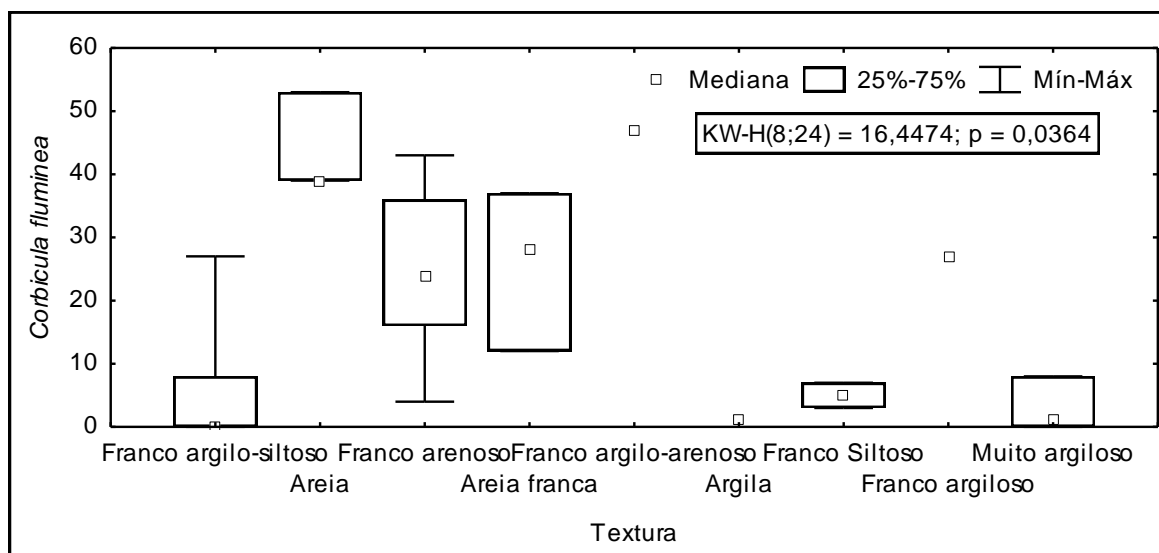 60
50
40
30
20
10
0
Corbicula fluminea
Mediana 25%-75% Mín-Máx
KW-H(8;24) = 16,4474; p = 0,0364
Franco argilo-siltoso Franco arenoso Franco argilo-arenoso Franco Siltoso Muito argiloso
Areia Areia franca Argila Franco argiloso
Textura